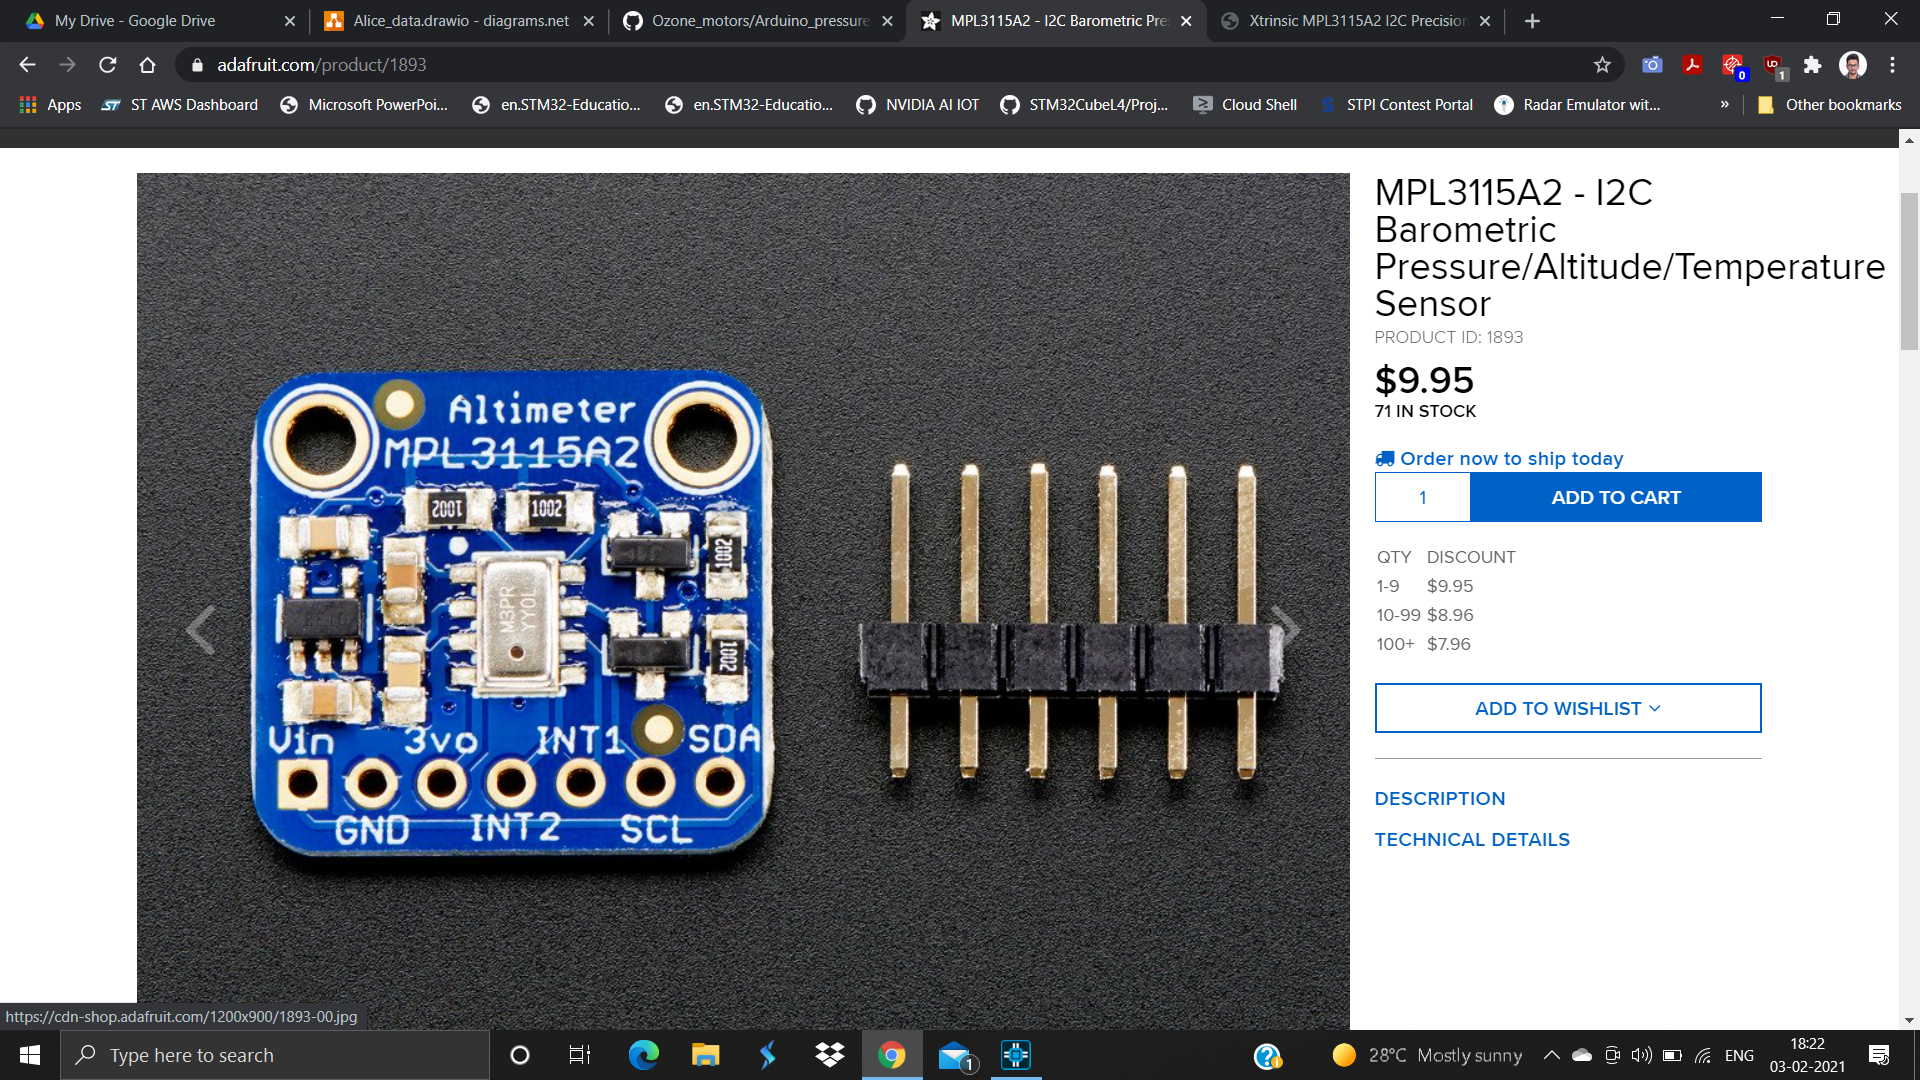 My Drive - Google Drive
Alice_data.drawio - diagrams.net
Ozone_motors/Arduino_pressure
MPL3115A2 - I2C Barometric Pre
Xtrinsic MPL3115A2 I2C Precision
adafruit.com/product/1893
0
1
Apps
ST AWS Dashboard
Microsoft PowerPoi...
en.STM32-Educatio...
en.STM32-Educatio...
NVIDIA AI IOT
STM32CubeL4/Proj...
Cloud Shell
STPI Contest Portal
Radar Emulator wit...
»
Other bookmarks
MPL3115A2 - I2C
Barometric
Pressure/Altitude/Temperature
Sensor
PRODUCT ID: 1893
$9.95
71 IN STOCK
Order now to ship today
1
ADD TO CART
QTY DISCOUNT
1-9 $9.95
10-99 $8.96
100+ $7.96
ADD TO WISHLIST
DESCRIPTION
TECHNICAL DETAILS
Altimeter
MPL3115A2
1002
1002
1002
1002
M3PR
YYOL
Vin
3vo
INT1
SDA
GND
INT2
SCL
https://cdn-shop.adafruit.com/1200x900/1893-00.jpg
Type here to search
1
28°C Mostly sunny
ENG
18:22
03-02-2021